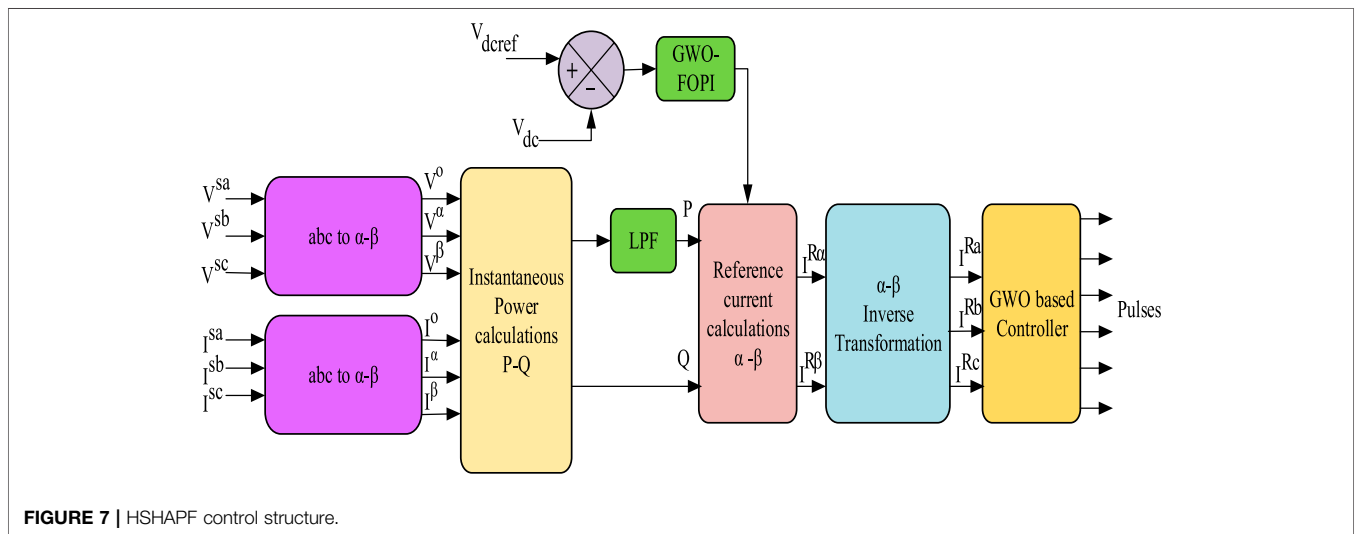 V dcref
+
−
V dc
GWO-
FOPI
V sa
V sb
V sc
abc to α-β
V o
V α
V β
I sa
I sb
I sc
abc to α-β
I o
I α
I β
Instantaneous
Power
calculations
P-Q
LPF
P
Q
Reference
current
calculations
α -β
I Rα
I Rβ
α-β
Inverse
Transformation
I Ra
I Rb
I Rc
GWO based
Controller
Pulses
FIGURE 7 | HSHAPF control structure.